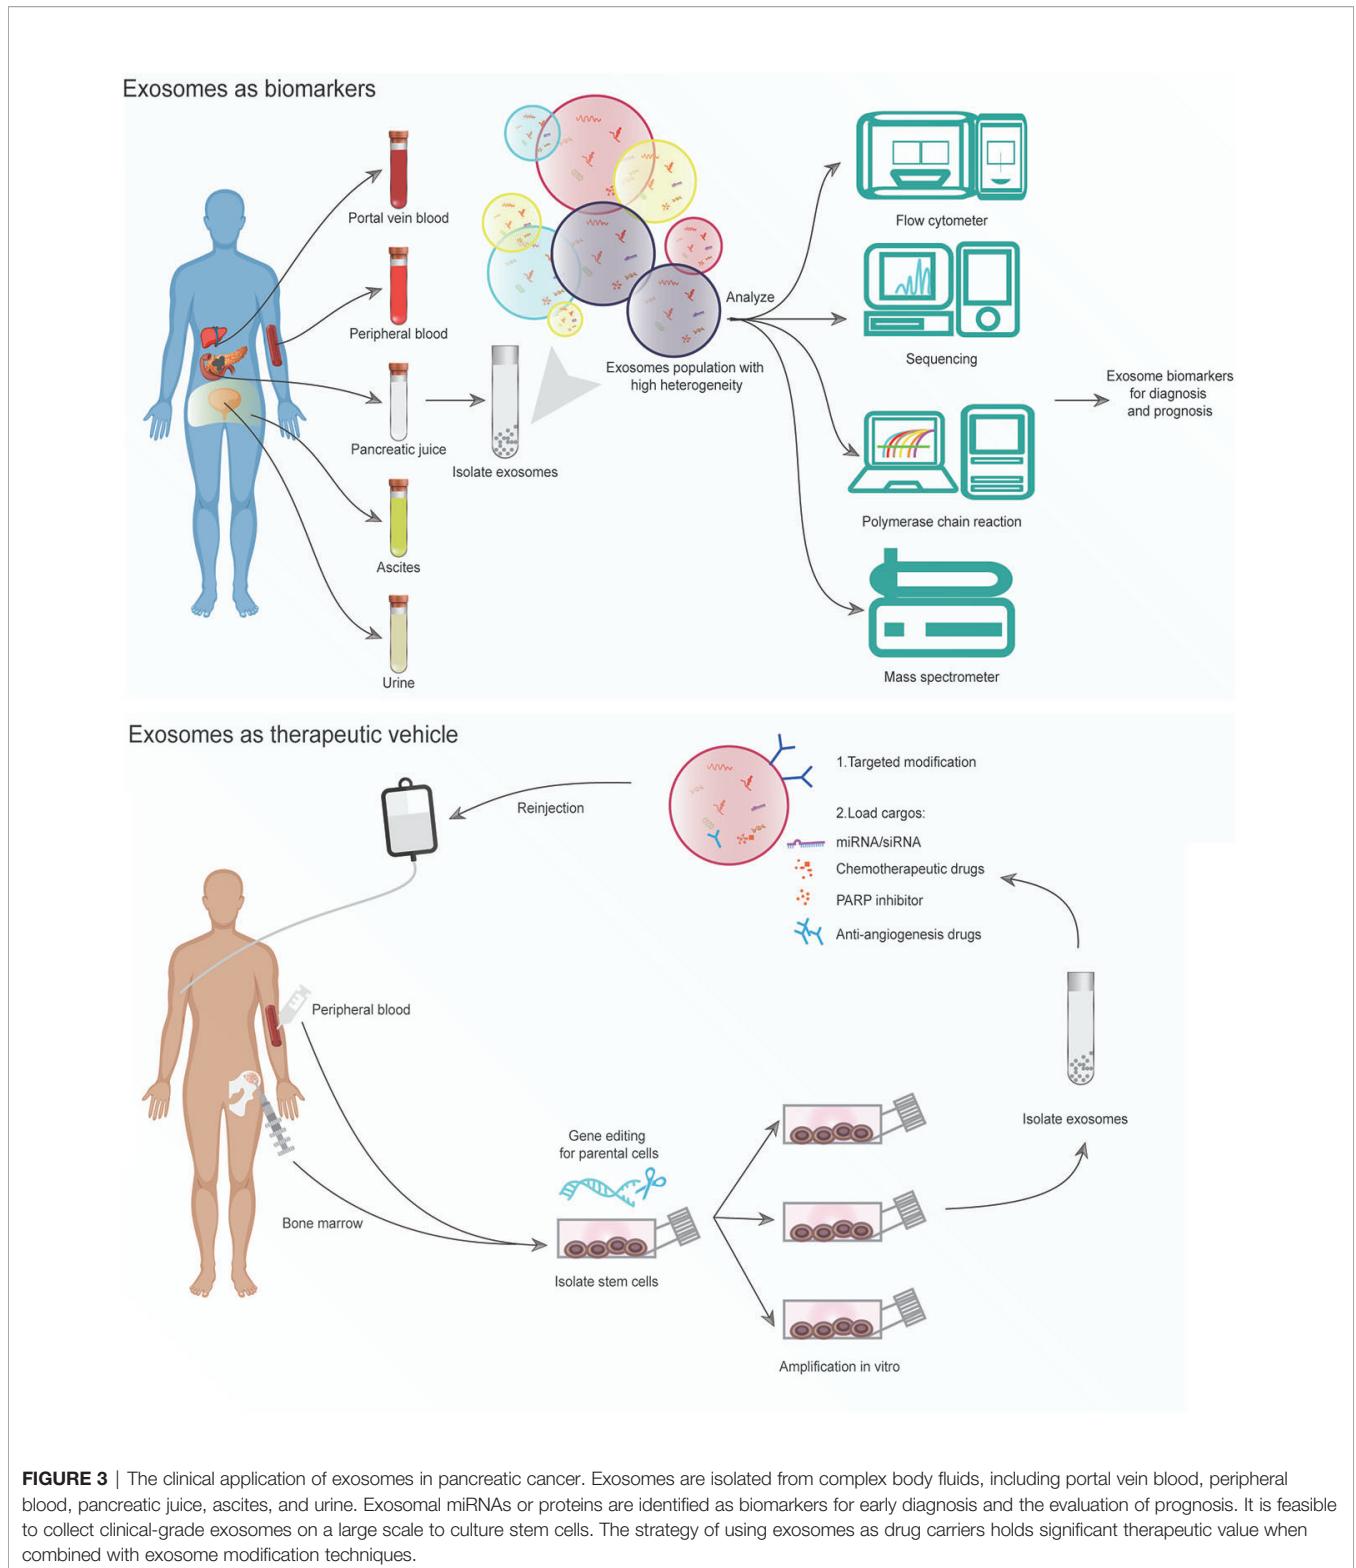 Exosomes as biomarkers
Portal vein blood
Peripheral blood
Pancreatic juice
Ascites
Urine
Isolate exosomes
Exosomes population with
high heterogeneity
Analyze
Flow cytometer
Sequencing
Polymerase chain reaction
Mass spectrometer
Exosome biomarkers
for diagnosis
and prognosis
Exosomes as therapeutic vehicle
Reinjection
1.Targeted modification
2.Load cargos:
miRNA/siRNA
Chemotherapeutic drugs
PARP inhibitor
Anti-angiogenesis drugs
Peripheral blood
Bone marrow
Gene editing
for parental cells
Isolate stem cells
Amplification in vitro
Isolate exosomes
FIGURE 3 | The clinical application of exosomes in pancreatic cancer. Exosomes are isolated from complex body fluids, including portal vein blood, peripheral
blood, pancreatic juice, ascites, and urine. Exosomal miRNAs or proteins are identified as biomarkers for early diagnosis and the evaluation of prognosis. It is feasible
to collect clinical-grade exosomes on a large scale to culture stem cells. The strategy of using exosomes as drug carriers holds significant therapeutic value when
combined with exosome modification techniques.